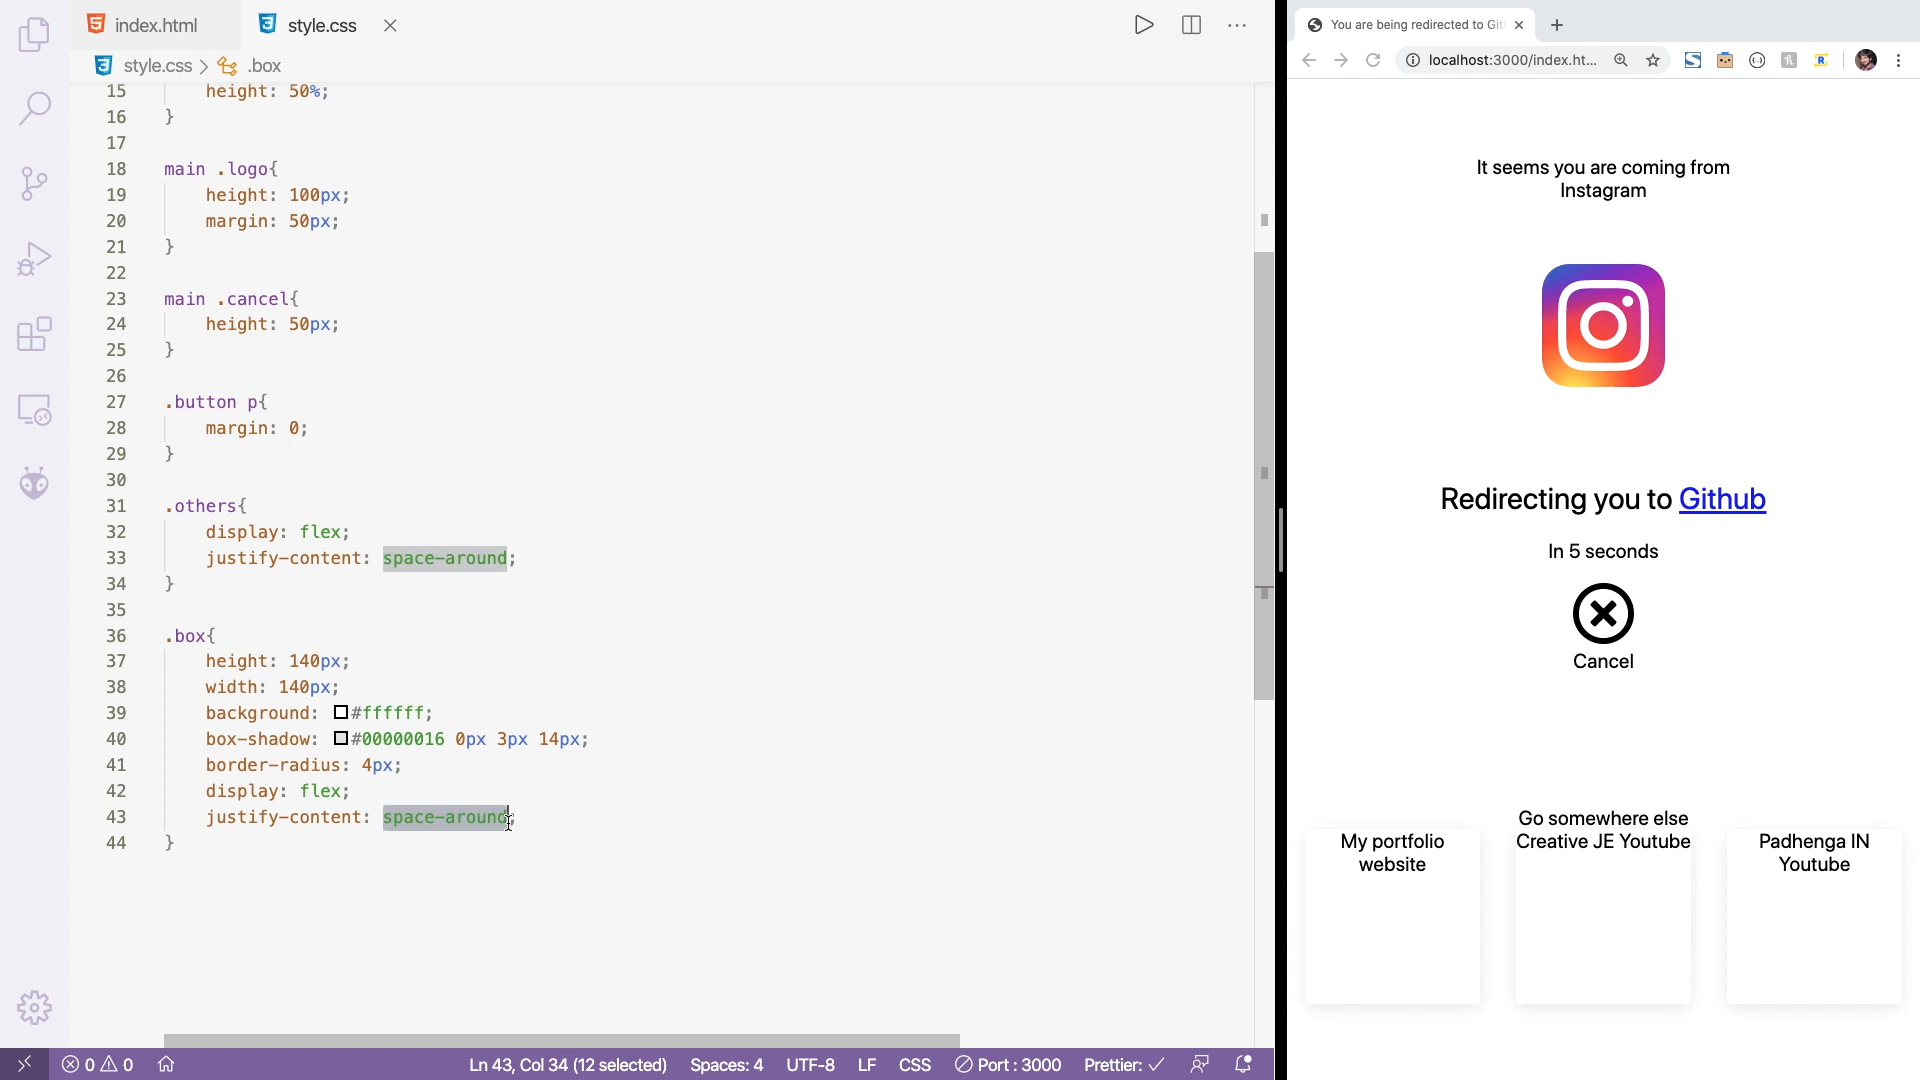 index.html
style.css
style.css > .box
15 height: 50%;
16 }
17
18 main .logo{
19 height: 100px;
20 margin: 50px;
21 }
22
23 main .cancel{
24 height: 50px;
25 }
26
27 .button p{
28 margin: 0;
29 }
30
31 .others{
32 display: flex;
33 justify-content: space-around;
34 }
35
36 .box{
37 height: 140px;
38 width: 140px;
39 background: #ffffff;
40 box-shadow: #00000016 0px 3px 14px;
41 border-radius: 4px;
42 display: flex;
43 justify-content: space-around;
44 }
0 0 Ln 43, Col 34 (12 selected) Spaces: 4 UTF-8 LF CSS Port : 3000 Prettier: ✓
You are being redirected to Git
localhost:3000/index.ht...
It seems you are coming from
Instagram
Redirecting you to Github
In 5 seconds
Cancel
Go somewhere else
My portfolio
website
Creative JE Youtube
Padhenga IN
Youtube